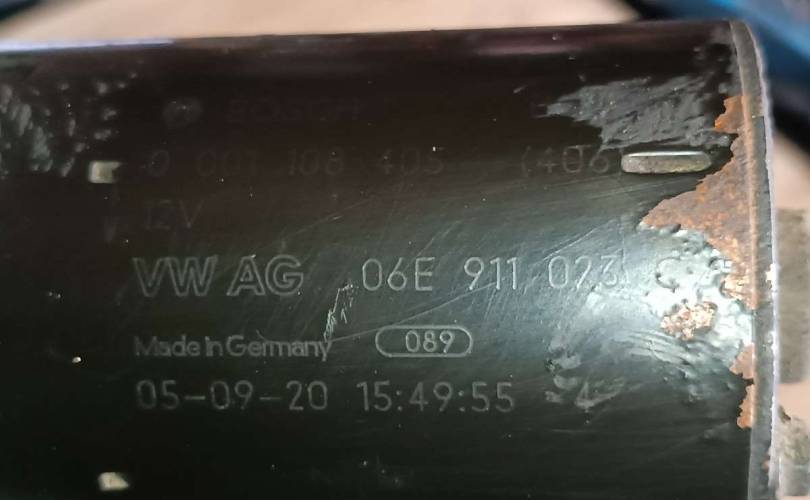 BOSCH
0 001 108 405 (406)
12V
VW AG 06E 911 023
Made in Germany 089
05-09-20 15:49:55 4